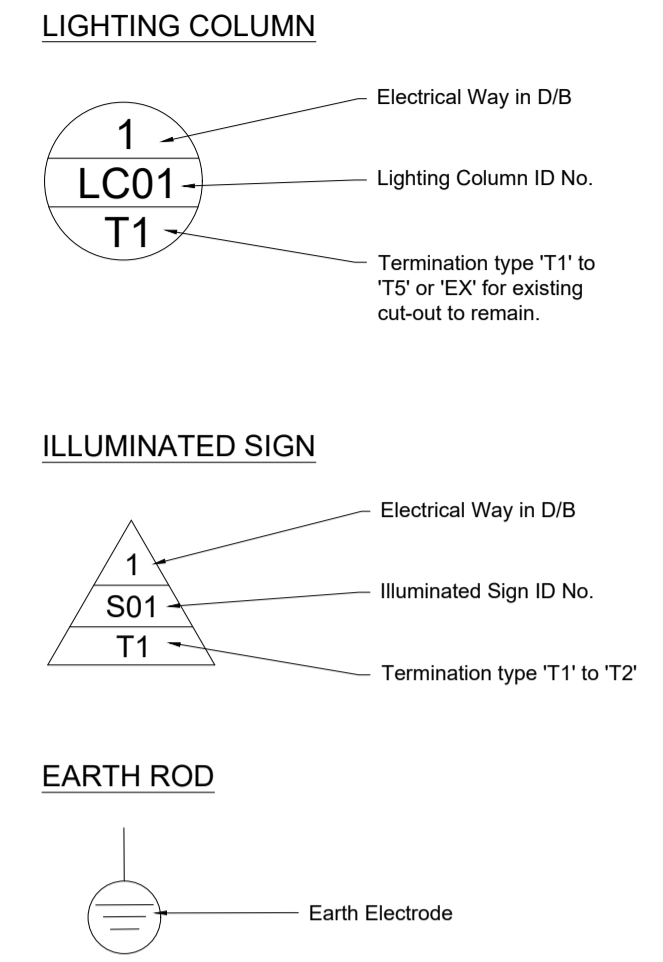 LIGHTING COLUMN
1
Electrical Way in D/B
LC01
Lighting Column ID No.
T1
Termination type 'T1' to
'T5' or 'EX' for existing
cut-out to remain.
ILLUMINATED SIGN
1
Electrical Way in D/B
S01
Illuminated Sign ID No.
T1
Termination type 'T1' to 'T2'
EARTH ROD
Earth Electrode